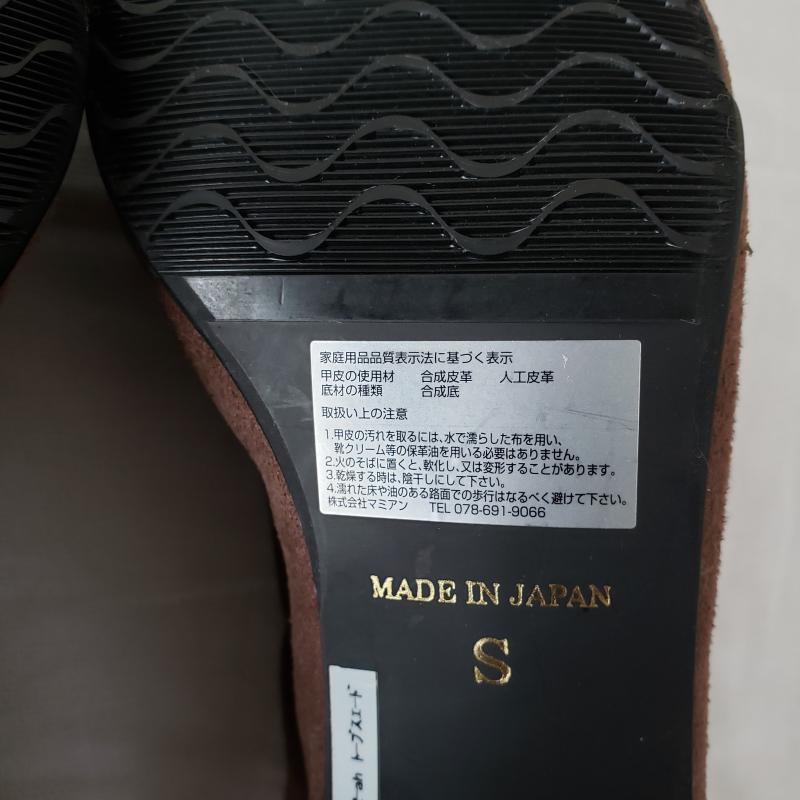 家庭用品品質表示法に基づく表示
甲皮の使用材　合成皮革　人工皮革
底材の種類　合成底
取扱い上の注意
1.甲皮の汚れを取るには、水で濡らした布を用い、
靴クリーム等の保革油を用いる必要はありません。
2.火のそばに置くと、軟化し、又は変形することがあります。
3.乾燥する時は、陰干しにして下さい。
4.濡れた床や油のある路面での歩行はなるべく避けて下さい。
株式会社マミアン　TEL 078-691-9066
MADE IN JAPAN
S
-ah トープスエード